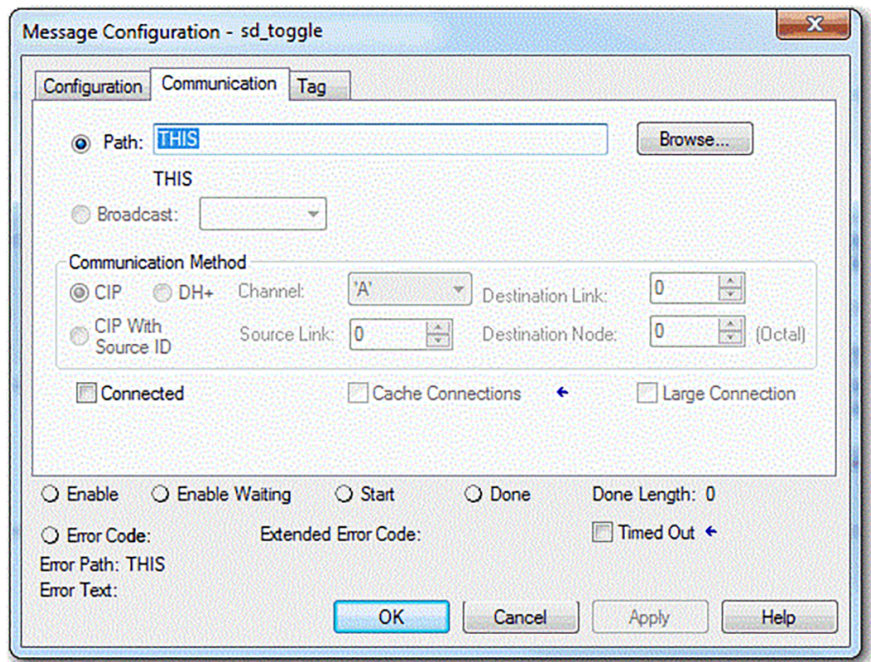 Message Configuration - sd_toggle
Configuration Communication Tag
Path: THIS Browse...
THIS
Broadcast:
Communication Method
CIP DH+ Channel: 'A' Destination Link: 0
CIP With Source ID Source Link: 0 Destination Node: 0 (Octal)
Connected Cache Connections Large Connection
Enable Enable Waiting Start Done Done Length: 0
Error Code: Extended Error Code: Timed Out
Error Path: THIS
Error Text:
OK Cancel Apply Help